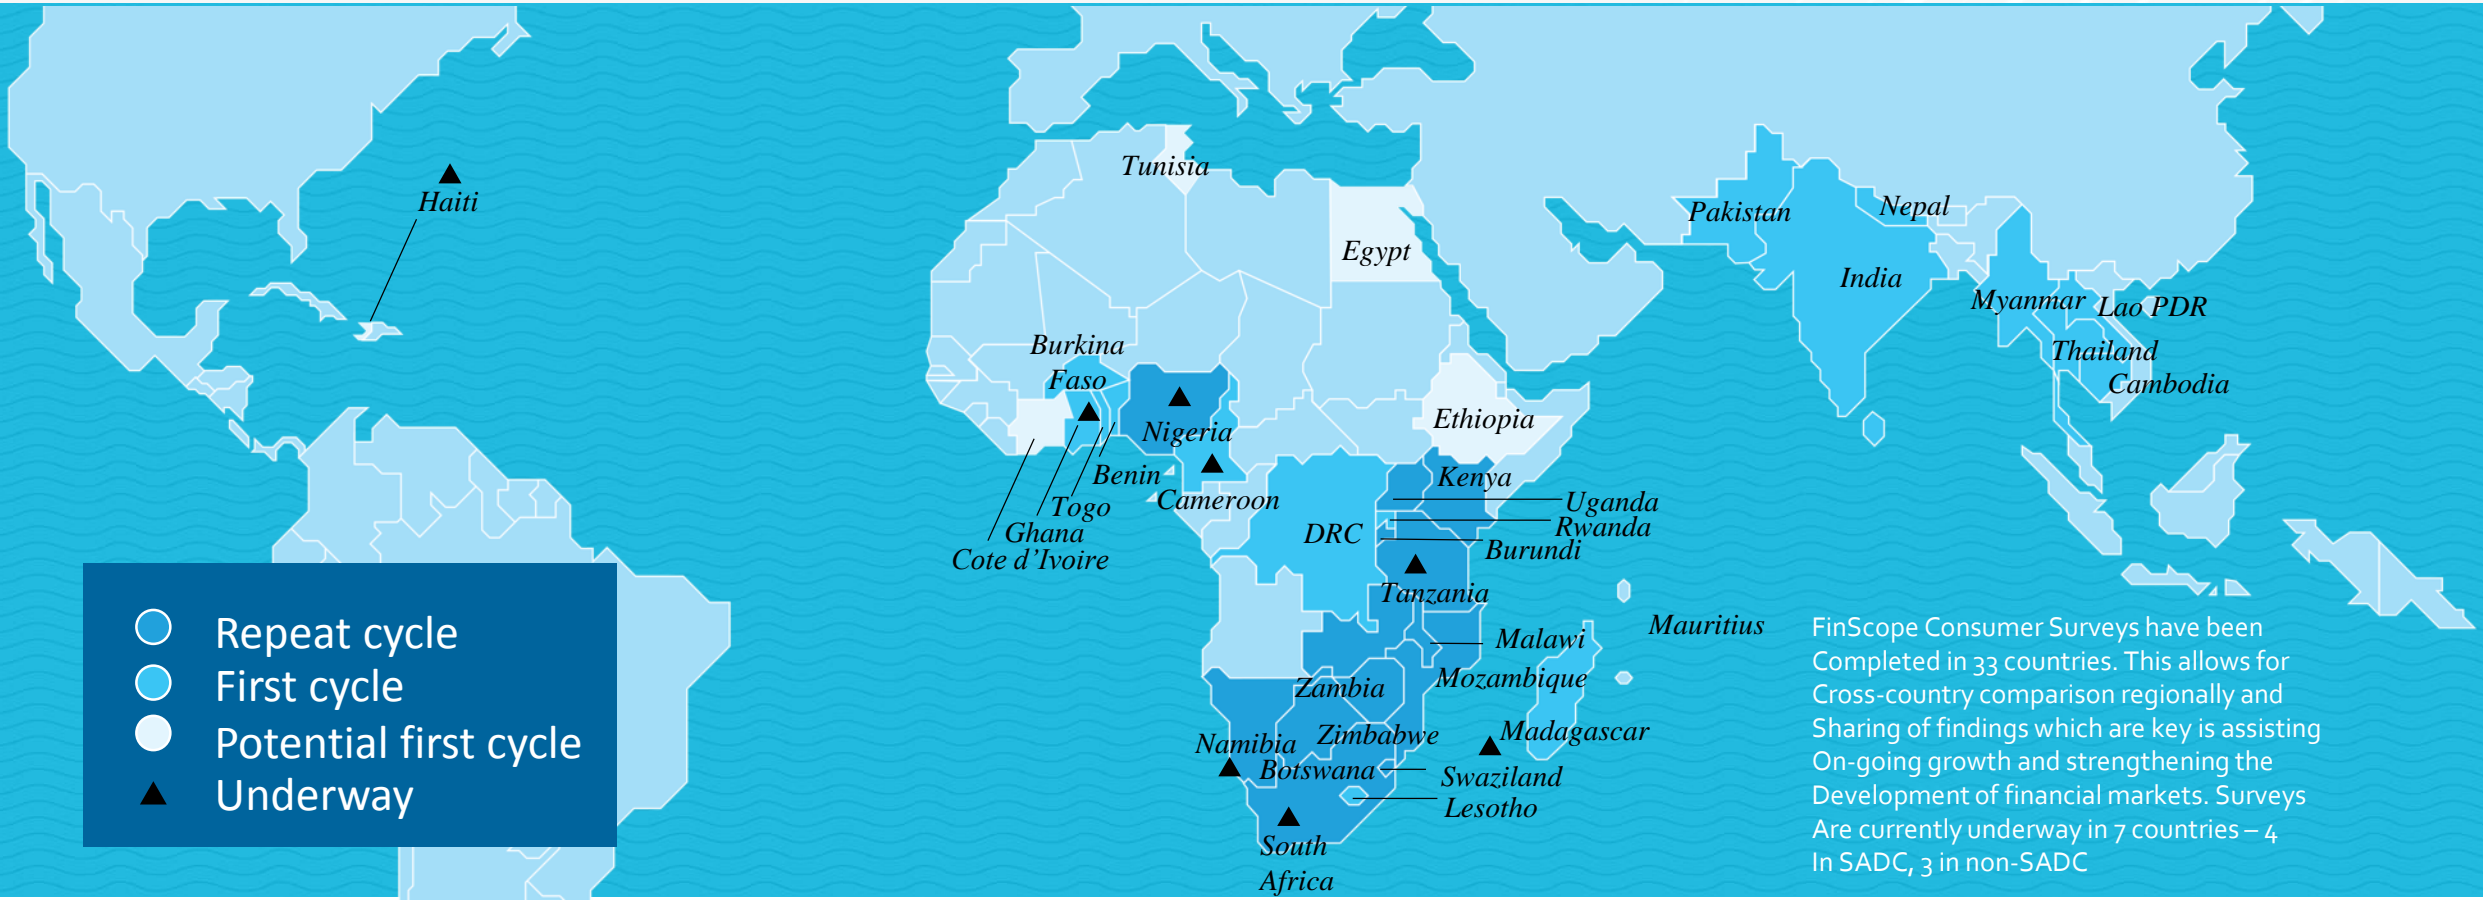 Haiti
Tunisia
Egypt
Pakistan
Nepal
India
Myanmar
Lao PDR
Thailand
Cambodia
Burkina
Faso
Nigeria
Ethiopia
Benin
Togo
Cameroon
Ghana
Cote d’Ivoire
Kenya
Uganda
Rwanda
DRC
Burundi
Tanzania
Malawi
Mauritius
Mozambique
Zambia
Madagascar
Zimbabwe
Namibia
Botswana
Swaziland
Lesotho
South
Africa
Repeat cycle
First cycle
Potential first cycle
Underway
FinScope Consumer Surveys have been
Completed in 33 countries. This allows for
Cross-country comparison regionally and
Sharing of findings which are key is assisting
On-going growth and strengthening the
Development of financial markets. Surveys
Are currently underway in 7 countries – 4
In SADC, 3 in non-SADC